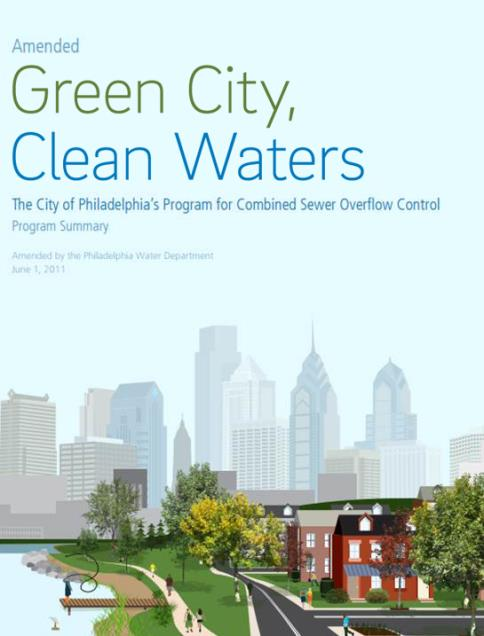 Amended
Green City,
Clean Waters
The City of Philadelphia's Program for Combined Sewer Overflow Control
Program Summary
Amended by the Philadelphia Water Department
June 1, 2011